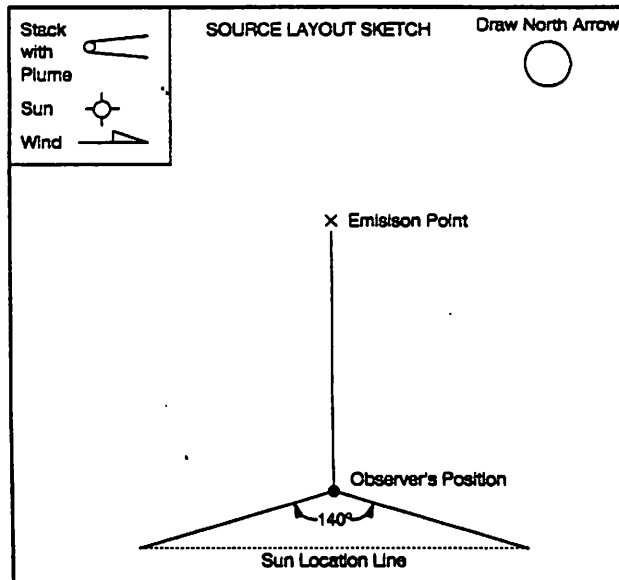 Stack
with
Plume
Sun
Wind
SOURCE LAYOUT SKETCH
Draw North Arrow
Emisison Point
Observer's Position
140°
Sun Location Line